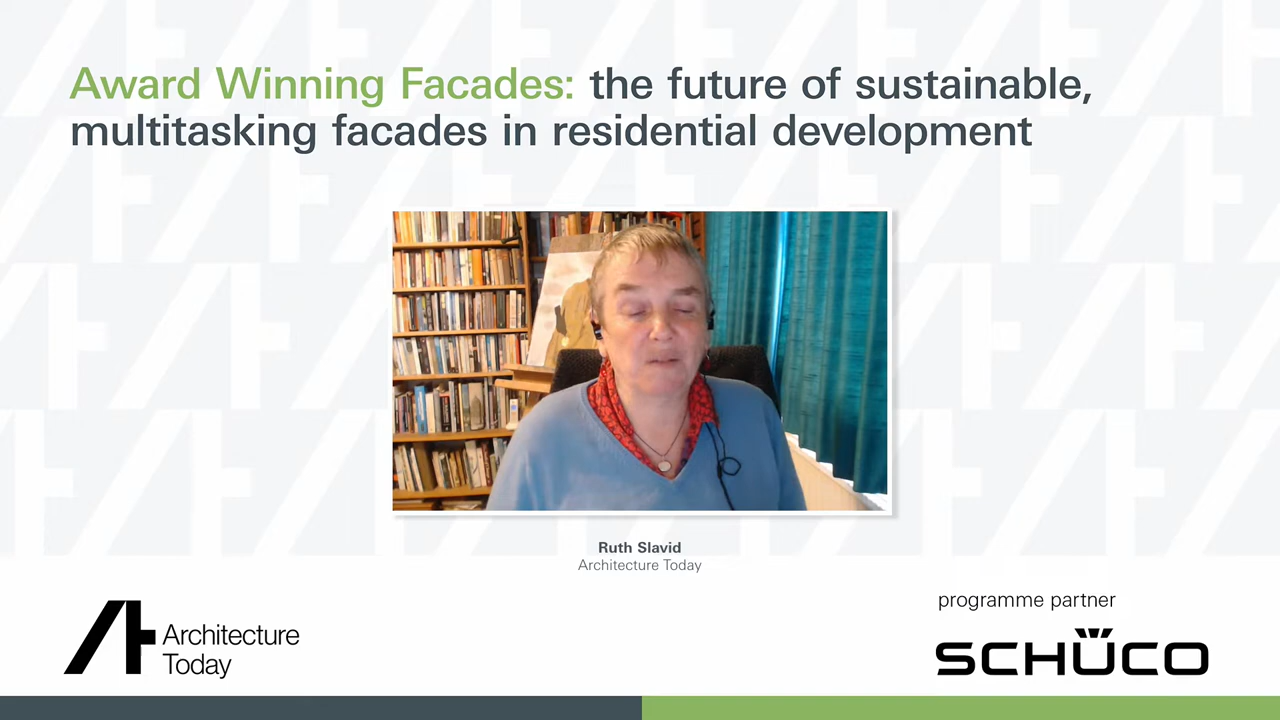 Award Winning Facades: the future of sustainable,
multitasking facades in residential development
Ruth Slavid
Architecture Today
Architecture
Today
programme partner
SCHÜCO